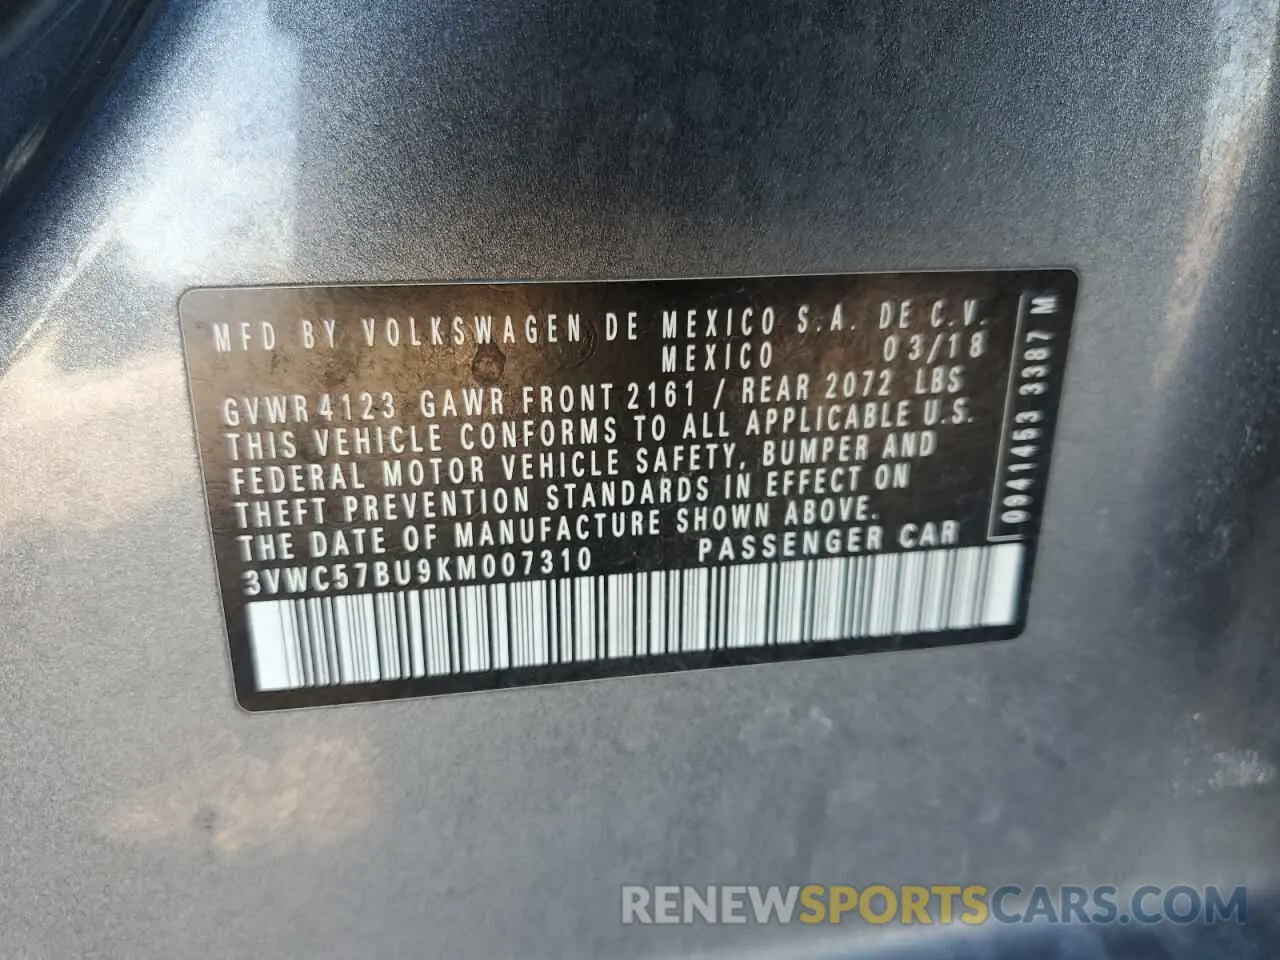 MFD BY VOLKSWAGEN DE MEXICO S.A. DE C.V.
MEXICO 03/18
GVWR 4123 GAWR FRONT 2161 / REAR 2072 LBS
THIS VEHICLE CONFORMS TO ALL APPLICABLE U.S.
FEDERAL MOTOR VEHICLE SAFETY, BUMPER AND
THEFT PREVENTION STANDARDS IN EFFECT ON
THE DATE OF MANUFACTURE SHOWN ABOVE.
3VWC57BU9KM007310 PASSENGER CAR
0941453 3387 M
RENEWSPORTSCARS.COM